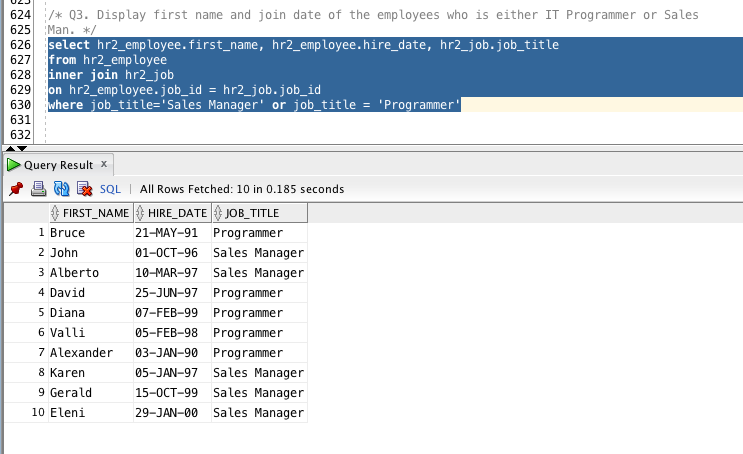 623
624 /* Q3. Display first name and join date of the employees who is either IT Programmer or Sales
625 Man. */
626 select hr2_employee.first_name, hr2_employee.hire_date, hr2_job.job_title
627 from hr2_employee
628 inner join hr2_job
629 on hr2_employee.job_id = hr2_job.job_id
630 where job_title='Sales Manager' or job_title = 'Programmer'
631
632
Query Result x
SQL | All Rows Fetched: 10 in 0.185 seconds
FIRST_NAME HIRE_DATE JOB_TITLE
1 Bruce 21-MAY-91 Programmer
2 John 01-OCT-96 Sales Manager
3 Alberto 10-MAR-97 Sales Manager
4 David 25-JUN-97 Programmer
5 Diana 07-FEB-99 Programmer
6 Valli 05-FEB-98 Programmer
7 Alexander 03-JAN-90 Programmer
8 Karen 05-JAN-97 Sales Manager
9 Gerald 15-OCT-99 Sales Manager
10 Eleni 29-JAN-00 Sales Manager